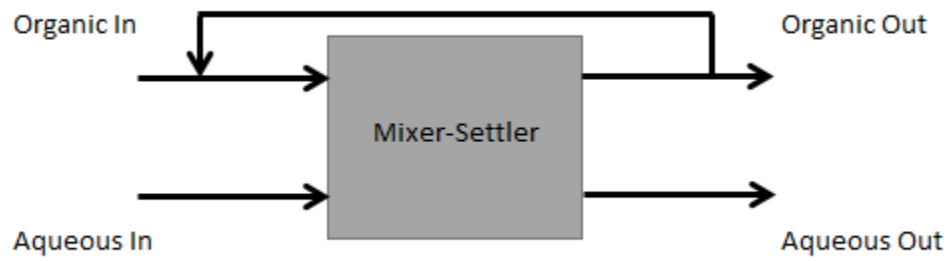 Organic In
Organic Out
Mixer-Settler
Aqueous In
Aqueous Out